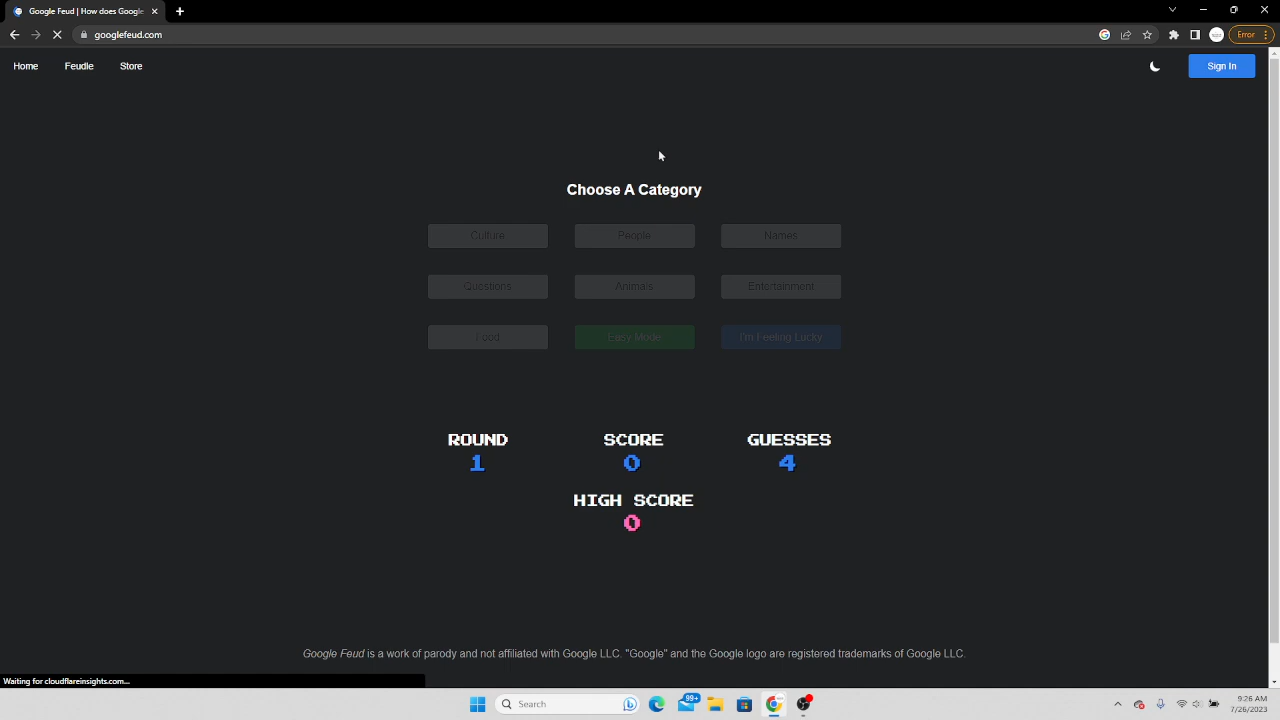 Google Feud | How does Google
googlefeud.com
Error
Home Feudle Store Sign In
Choose A Category
Culture People Names
Questions Animals Entertainment
Food Easy Mode I'm Feeling Lucky
ROUND SCORE GUESSES
1 0 4
HIGH SCORE
0
Google Feud is a work of parody and not affiliated with Google LLC. "Google" and the Google logo are registered trademarks of Google LLC.
Waiting for cloudflareinsights.com...
Search
99+
9:26 AM
7/26/2023